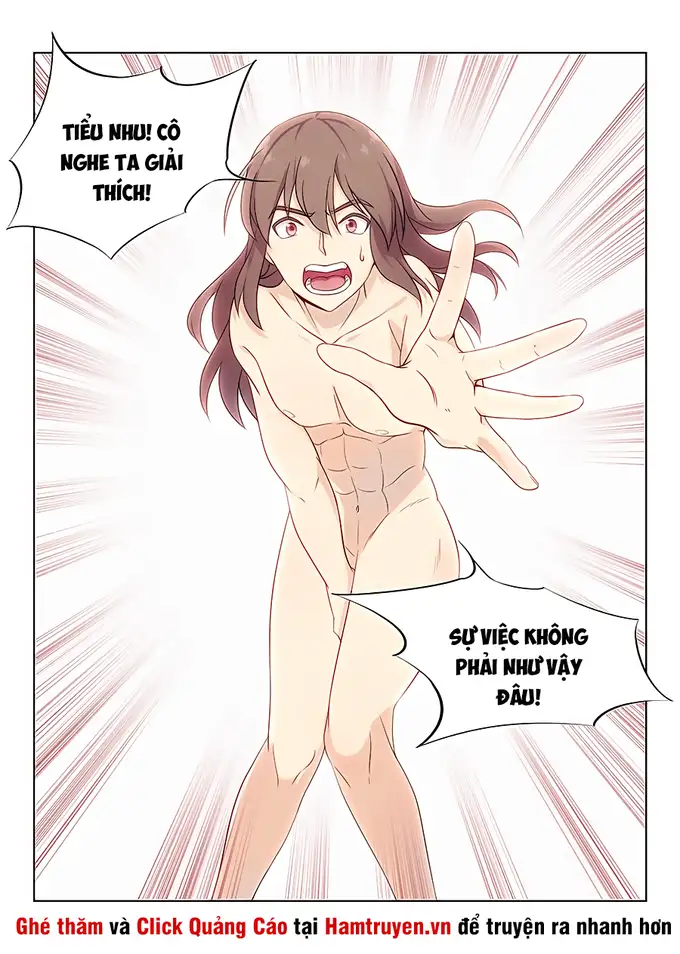 TIỂU NHU! CÔ
NGHE TA GIẢI
THÍCH!
SỰ VIỆC KHÔNG
PHẢI NHƯ VẬY
ĐÂU!
Ghé thăm và Click Quảng Cáo tại Hamtruyen.vn để truyện ra nhanh hơn